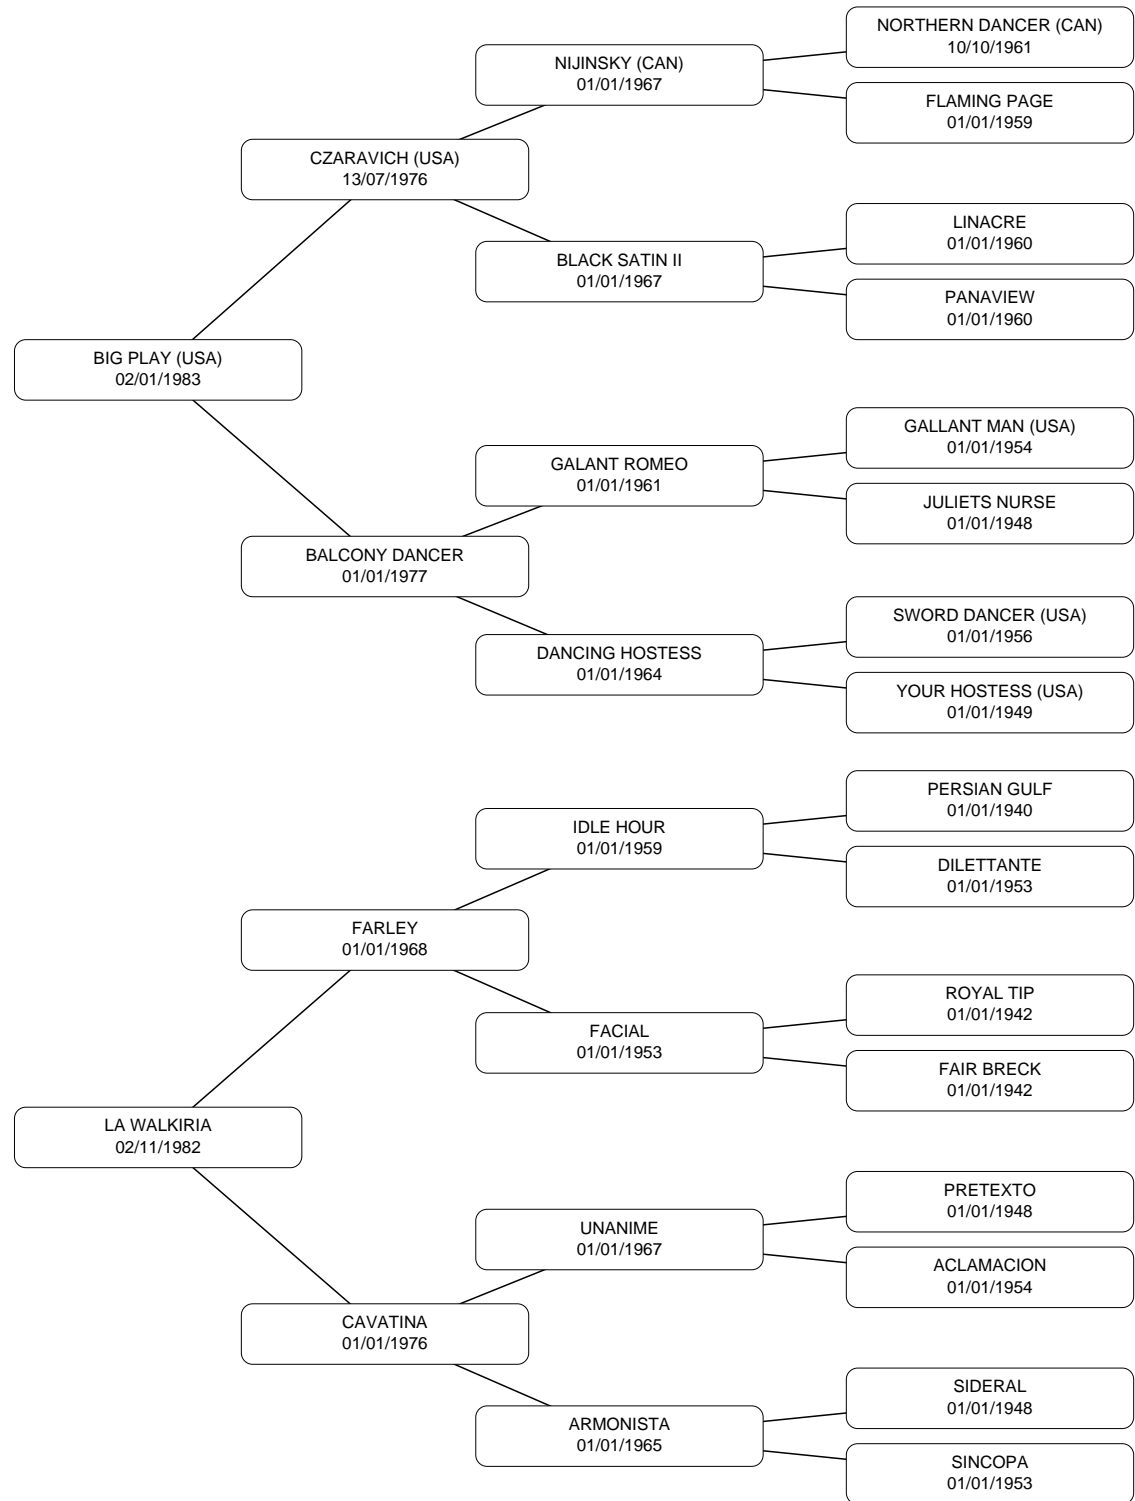 NORTHERN DANCER (CAN)
10/10/1961
NIJINSKY (CAN)
01/01/1967
FLAMING PAGE
01/01/1959
CZARAVICH (USA)
13/07/1976
LINACRE
01/01/1960
BLACK SATIN II
01/01/1967
PANAVIEW
01/01/1960
BIG PLAY (USA)
02/01/1983
GALLANT MAN (USA)
01/01/1954
GALANT ROMEO
01/01/1961
JULIETS NURSE
01/01/1948
BALCONY DANCER
01/01/1977
SWORD DANCER (USA)
01/01/1956
DANCING HOSTESS
01/01/1964
YOUR HOSTESS (USA)
01/01/1949
PERSIAN GULF
01/01/1940
IDLE HOUR
01/01/1959
DILETTANTE
01/01/1953
FARLEY
01/01/1968
ROYAL TIP
01/01/1942
FACIAL
01/01/1953
FAIR BRECK
01/01/1942
LA WALKIRIA
02/11/1982
PRETEXTO
01/01/1948
UNANIME
01/01/1967
ACLAMACION
01/01/1954
CAVATINA
01/01/1976
SIDERAL
01/01/1948
ARMONISTA
01/01/1965
SINCOPA
01/01/1953